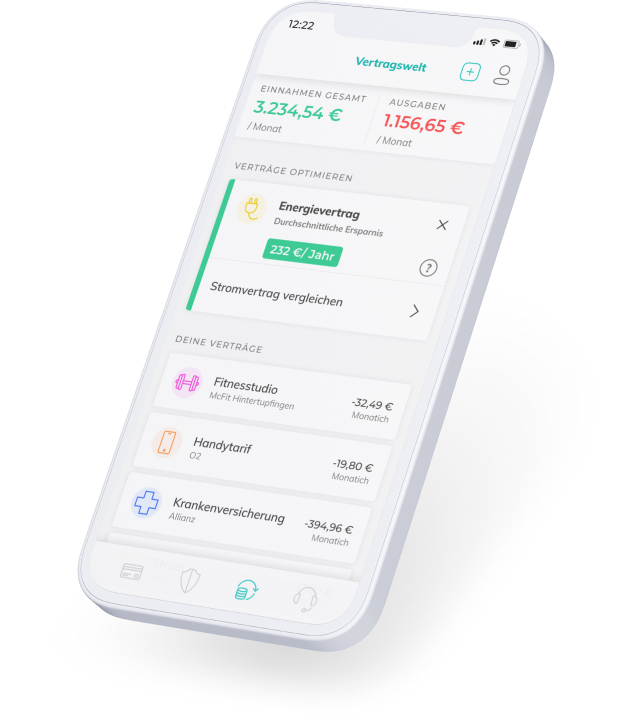 12:22
Vertragswelt
EINNAHMEN GESAMT
3.234,54 €
/ Monat
AUSGABEN
1.156,65 €
/ Monat
VERTRÄGE OPTIMIEREN
Energievertrag
Durchschnittliche Ersparnis
232 €/ Jahr
?
Stromvertrag vergleichen
DEINE VERTRÄGE
Fitnesstudio
McFit Hintertupfingen
-32,49 €
Monatich
Handytarif
O2
-19,80 €
Monatich
Krankenversicherung
Allianz
-394,96 €
Monatich